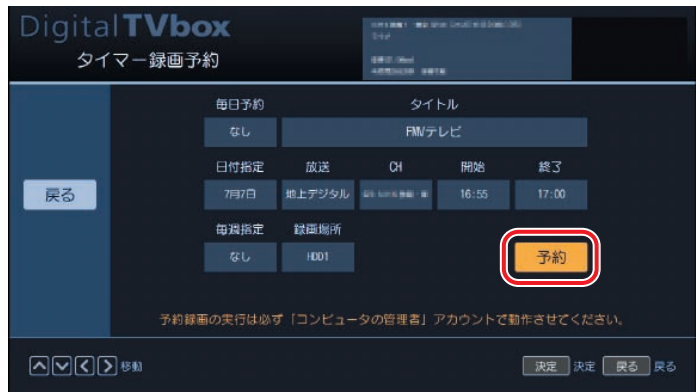 DigitalTVbox
タイマー録画予約
毎日予約 タイトル
なし FMVテレビ
日付指定 放送 CH 開始 終了
戻る 7月7日 地上デジタル 16:55 17:00
毎週指定 録画場所
なし HDD1 予約
予約録画の実行は必ず「コンピュータの管理者」アカウントで動作させてください。
移動 決定 決定 戻る 戻る